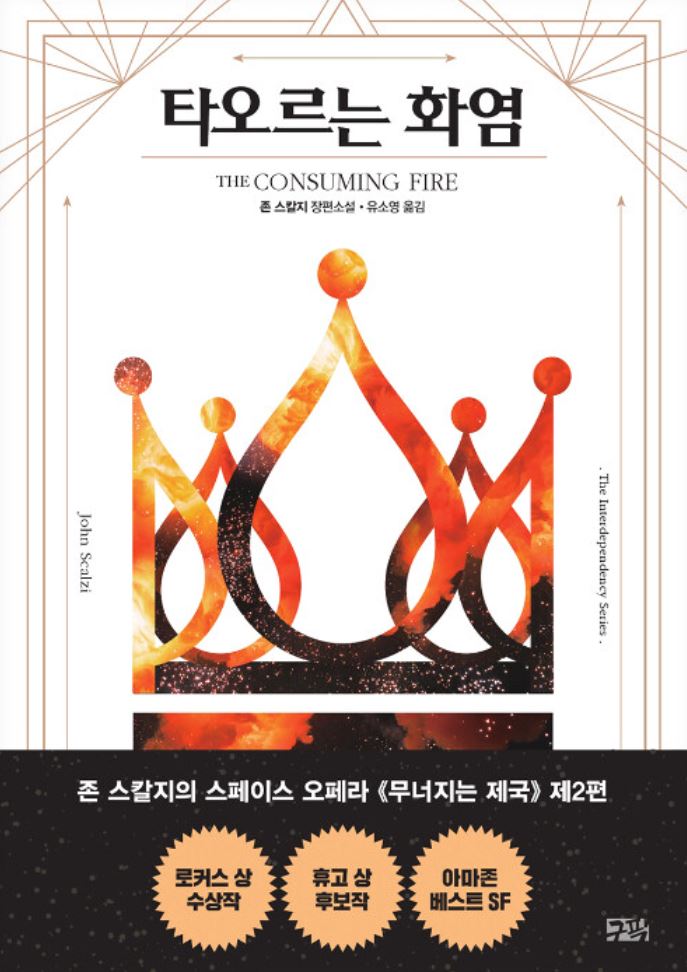 타오르는 화염
THE CONSUMING FIRE
존 스칼지 장편소설 • 유소영 옮김
John Scalzi
. The Interdependency Series .
존 스칼지의 스페이스 오페라 《무너지는 제국》 제2편
로커스 상
수상작
휴고 상
후보작
아마존
베스트 SF
구픽